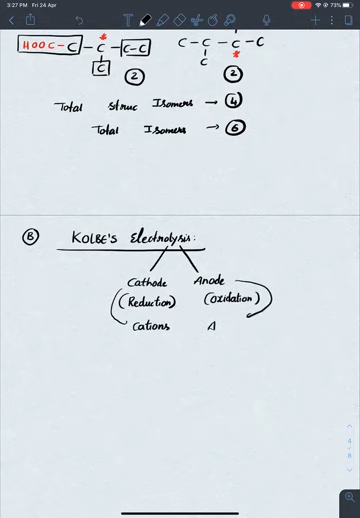 3:27 PM Fri 24 Apr
73%
HOOC – C – C – C – C
C – C – C – C
C
C
2
2
Total Struc Isomers → 4
Total Isomers → 6
B KOLBE'S Electrolysis:
Cathode Anode
(Reduction) (Oxidation)
Cations A
4
/
8